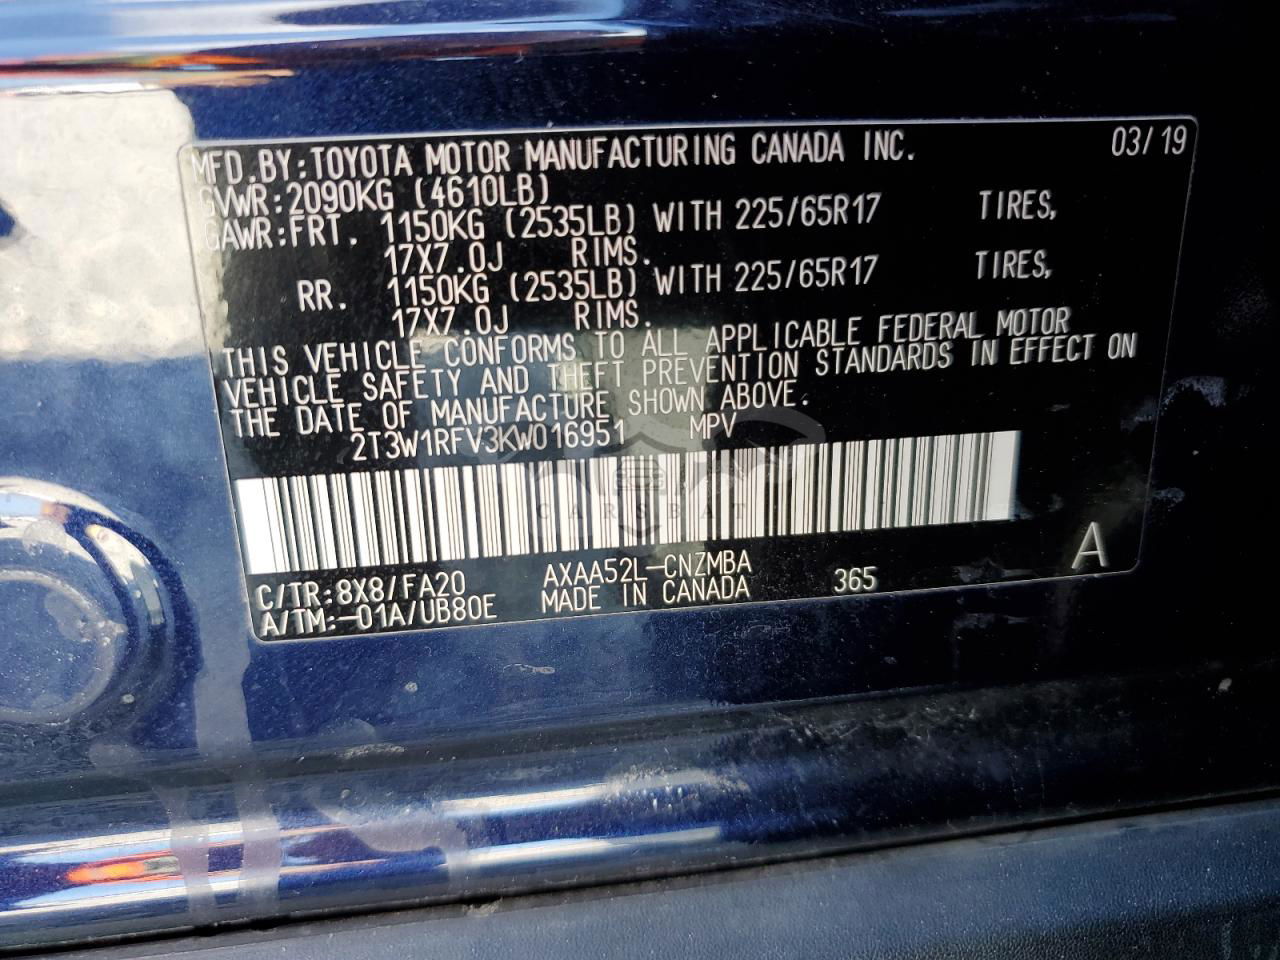 MFD.BY:TOYOTA MOTOR MANUFACTURING CANADA INC. 03/19
GVWR:2090KG (4610LB)
GAWR:FRT. 1150KG (2535LB) WITH 225/65R17 TIRES,
17X7.0J RIMS.
RR. 1150KG (2535LB) WITH 225/65R17 TIRES,
17X7.0J RIMS.
THIS VEHICLE CONFORMS TO ALL APPLICABLE FEDERAL MOTOR
VEHICLE SAFETY AND THEFT PREVENTION STANDARDS IN EFFECT ON
THE DATE OF MANUFACTURE SHOWN ABOVE.
2T3W1RFV3KW016951 MPV
CARSBAT
C/TR:8X8/FA20 AXAA52L-CNZMBA 365 A
A/TM:-01A/UB80E MADE IN CANADA